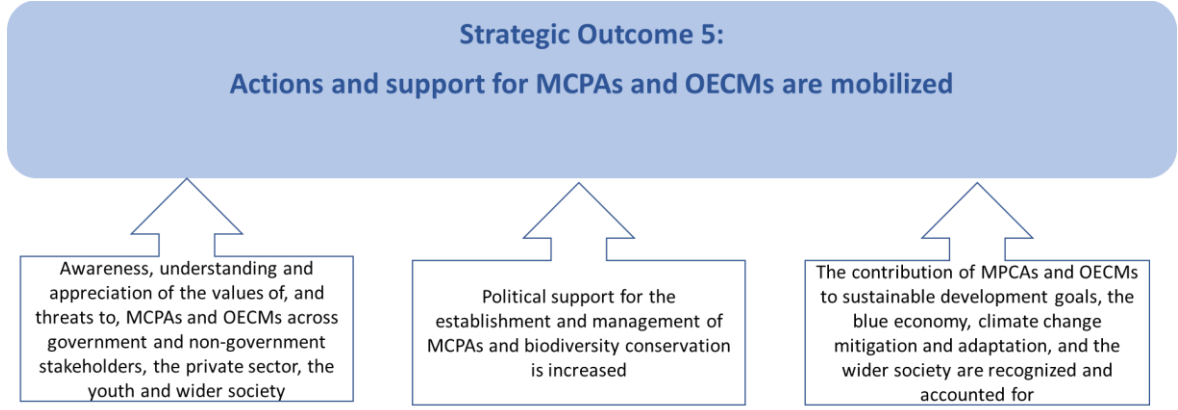 Strategic Outcome 5:
Actions and support for MCPAs and OECMs are mobilized
Awareness, understanding and
appreciation of the values of, and
threats to, MCPAs and OECMs across
government and non-government
stakeholders, the private sector, the
youth and wider society
Political support for the
establishment and management of
MCPAs and biodiversity conservation
is increased
The contribution of MPCAs and OECMs
to sustainable development goals, the
blue economy, climate change
mitigation and adaptation, and the
wider society are recognized and
accounted for